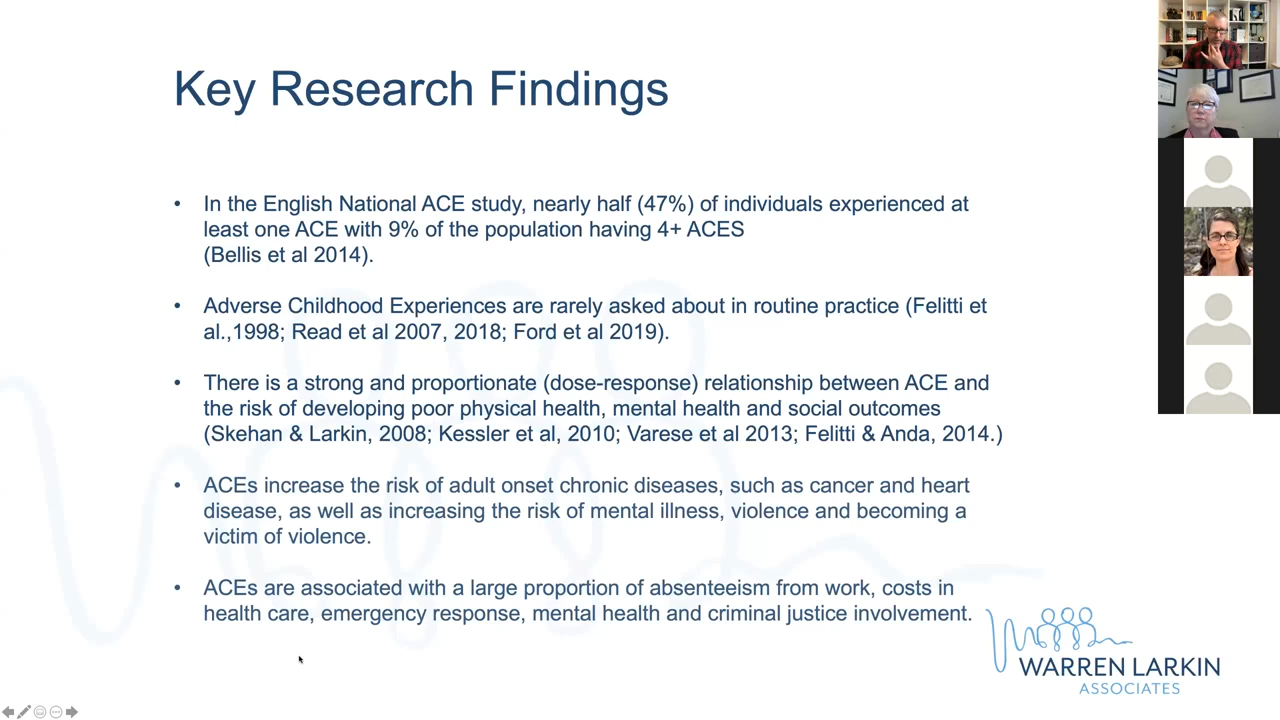 Key Research Findings
• In the English National ACE study, nearly half (47%) of individuals experienced at
least one ACE with 9% of the population having 4+ ACES
(Bellis et al 2014).
• Adverse Childhood Experiences are rarely asked about in routine practice (Felitti et
al.,1998; Read et al 2007, 2018; Ford et al 2019).
• There is a strong and proportionate (dose-response) relationship between ACE and
the risk of developing poor physical health, mental health and social outcomes
(Skehan & Larkin, 2008; Kessler et al, 2010; Varese et al 2013; Felitti & Anda, 2014.)
• ACEs increase the risk of adult onset chronic diseases, such as cancer and heart
disease, as well as increasing the risk of mental illness, violence and becoming a
victim of violence.
• ACEs are associated with a large proportion of absenteeism from work, costs in
health care, emergency response, mental health and criminal justice involvement.
WARREN LARKIN
ASSOCIATES